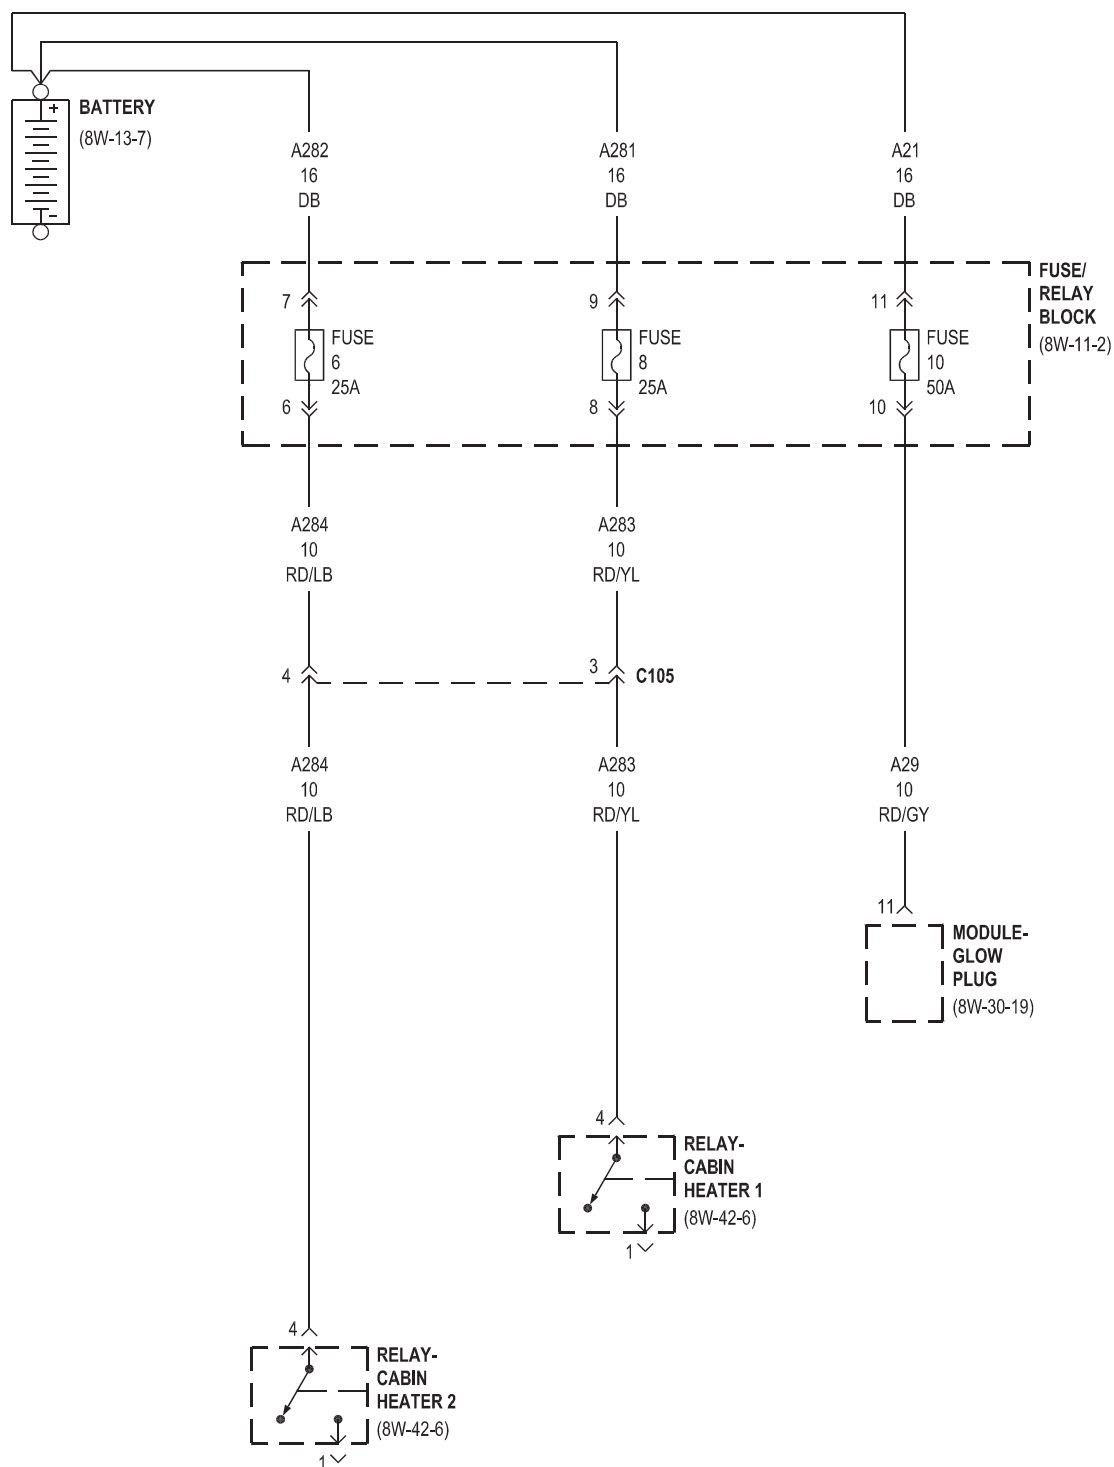 +
BATTERY
(8W-13-7)
-
A282
16
DB
A281
16
DB
A21
16
DB
FUSE/
RELAY
BLOCK
(8W-11-2)
7
FUSE
6
25A
6
9
FUSE
8
25A
8
11
FUSE
10
50A
10
A284
10
RD/LB
A283
10
RD/YL
4
3
C105
A284
10
RD/LB
A283
10
RD/YL
A29
10
RD/GY
11
MODULE-
GLOW
PLUG
(8W-30-19)
4
RELAY-
CABIN
HEATER 1
(8W-42-6)
1
4
RELAY-
CABIN
HEATER 2
(8W-42-6)
1